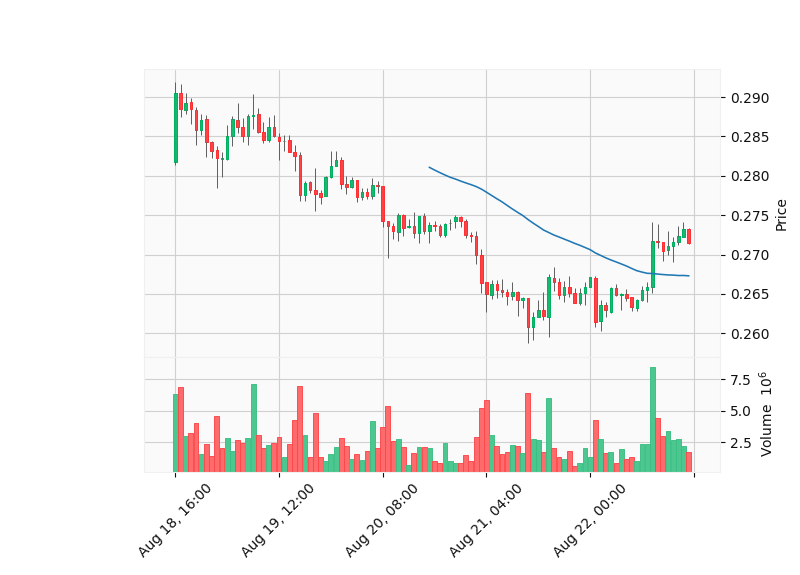 0.290
0.285
0.280
0.275
0.270
0.265
0.260
Price
7.5
5.0
2.5
Volume 10⁶
Aug 18, 16:00
Aug 19, 12:00
Aug 20, 08:00
Aug 21, 04:00
Aug 22, 00:00